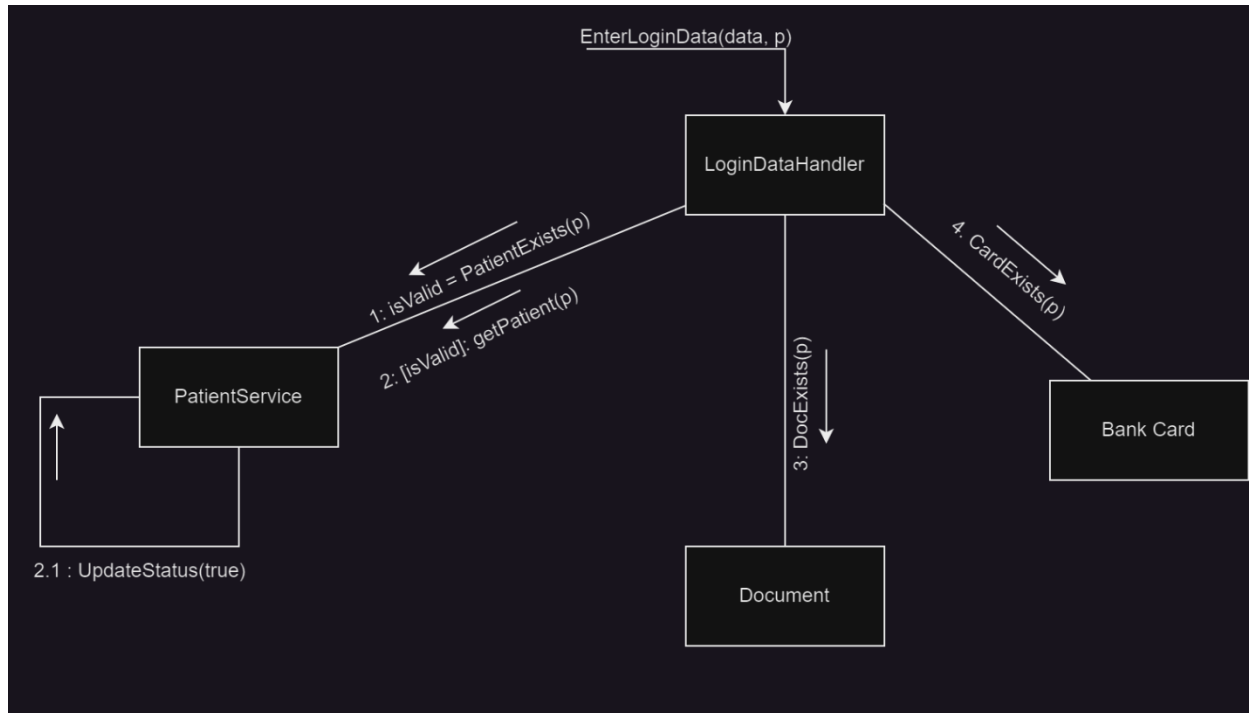 EnterLoginData(data, p)
LoginDataHandler
1: isValid = PatientExists(p)
2: [isValid]: getPatient(p)
4. CardExists(p)
3: DocExists(p)
PatientService
Bank Card
2.1 : UpdateStatus(true)
Document